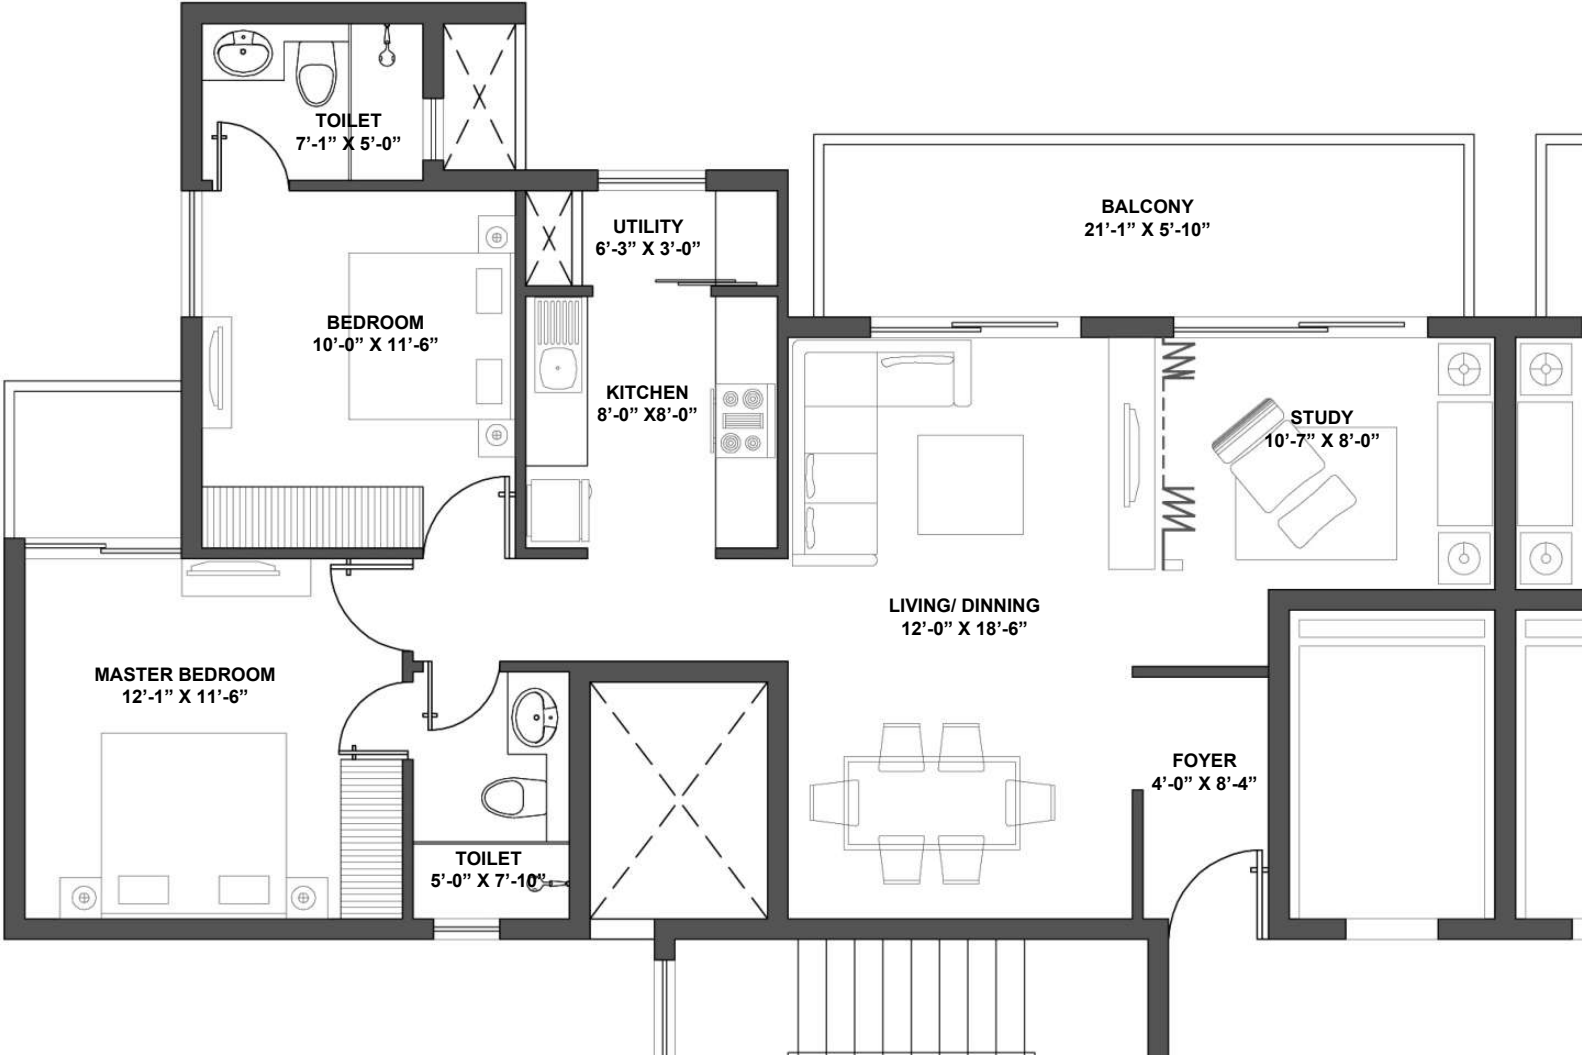 TOILET
7’-1” X 5’-0”
BALCONY
21’-1” X 5’-10”
UTILITY
6’-3” X 3’-0”
BEDROOM
10’-0” X 11’-6”
KITCHEN
8’-0” X8’-0”
STUDY
10’-7” X 8’-0”
LIVING/ DINNING
12’-0” X 18’-6”
MASTER BEDROOM
12’-1” X 11’-6”
FOYER
4’-0” X 8’-4”
TOILET
5’-0” X 7’-10”